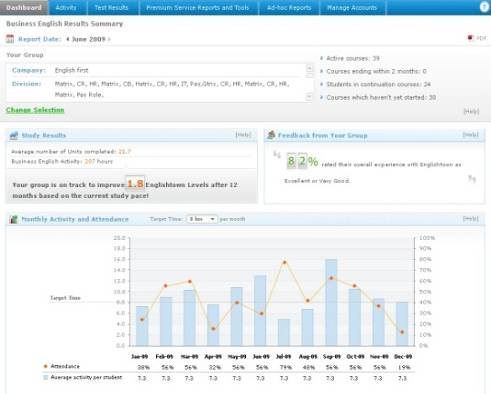 Dashboard Activity Test Results Premium Service Reports and Tools Ad-hoc Reports Manage Accounts ?
Business English Results Summary
Report Date: June 2009 PDF
Your Group
Company: English first
Division: Matrix, CR, HR, Matrix, CB, Matrix, CR, HR, IT, Pay,Gtrix, CR, HR, Matrix, CR, HR,
Matrix, Pay Role,
Active courses: 39
Courses ending within 2 months: 0
Students in continuation courses: 24
Courses which haven't yet started: 30
Change Selection [Help]
Study Results [Help]
Average number of Units completed: 21.7
Business English Activity: 207 hours
Your group is on track to improve 1.8 Englishtown Levels after 12
months based on the current study pace!
Feedback from Your Group [Help]
“ 82% rated their overall experience with Englishtown as
Excellent or Very Good. ”
Monthly Activity and Attendance Target Time: 8 hrs per month [Help]
20.0 100%
18.0 90%
16.0 80%
14.0 70%
12.0 60%
10.0 50%
Target Time
8.0 40%
6.0 30%
4.0 20%
2.0 10%
0.0 0%
Jan-09 Feb-09 Mar-09 Apr-09 May-09 Jun-09 Jul-09 Aug-09 Sep-09 Oct-09 Nov-09 Dec-09
Attendance 38% 56% 56% 32% 56% 56% 79% 48% 56% 56% 56% 19%
Average activity per student 7.3 7.3 7.3 7.3 7.3 7.3 7.3 7.3 7.3 7.3 7.3 7.3